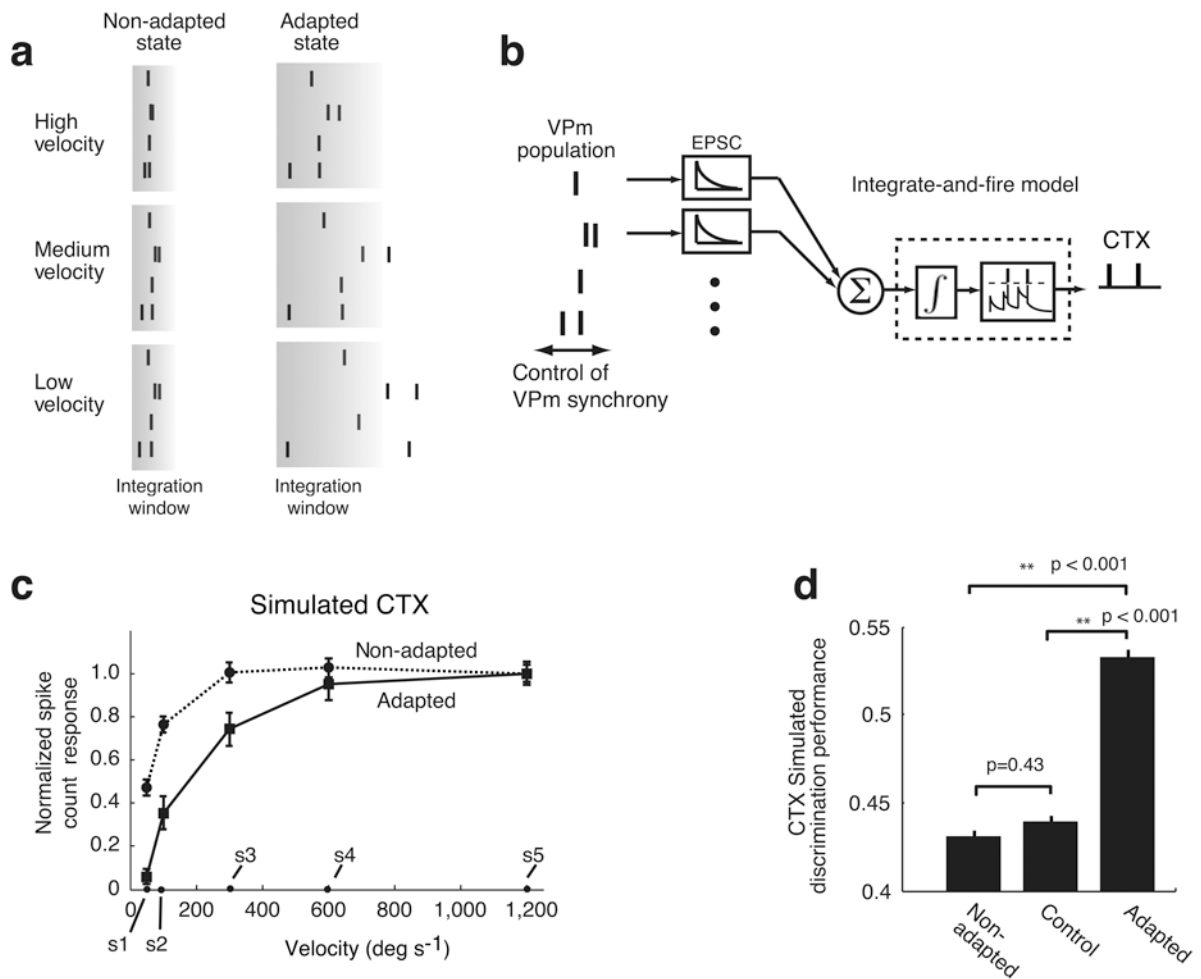 a
Non-adapted
state
Adapted
state
High
velocity
Medium
velocity
Low
velocity
Integration
window
Integration
window
b
VPm
population
EPSC
Integrate-and-fire model
CTX
Σ
∫
Control of
VPm synchrony
c
Simulated CTX
Non-adapted
Adapted
Normalized spike
count response
1.0
0.8
0.6
0.4
0.2
0
s3
s4
s5
0 200 400 600 800 1,000 1,200
s1 s2
Velocity (deg s-1)
d
** p < 0.001
** p < 0.001
p=0.43
CTX Simulated
discrimination performance
0.55
0.5
0.45
0.4
Non-
adapted
Control
Adapted